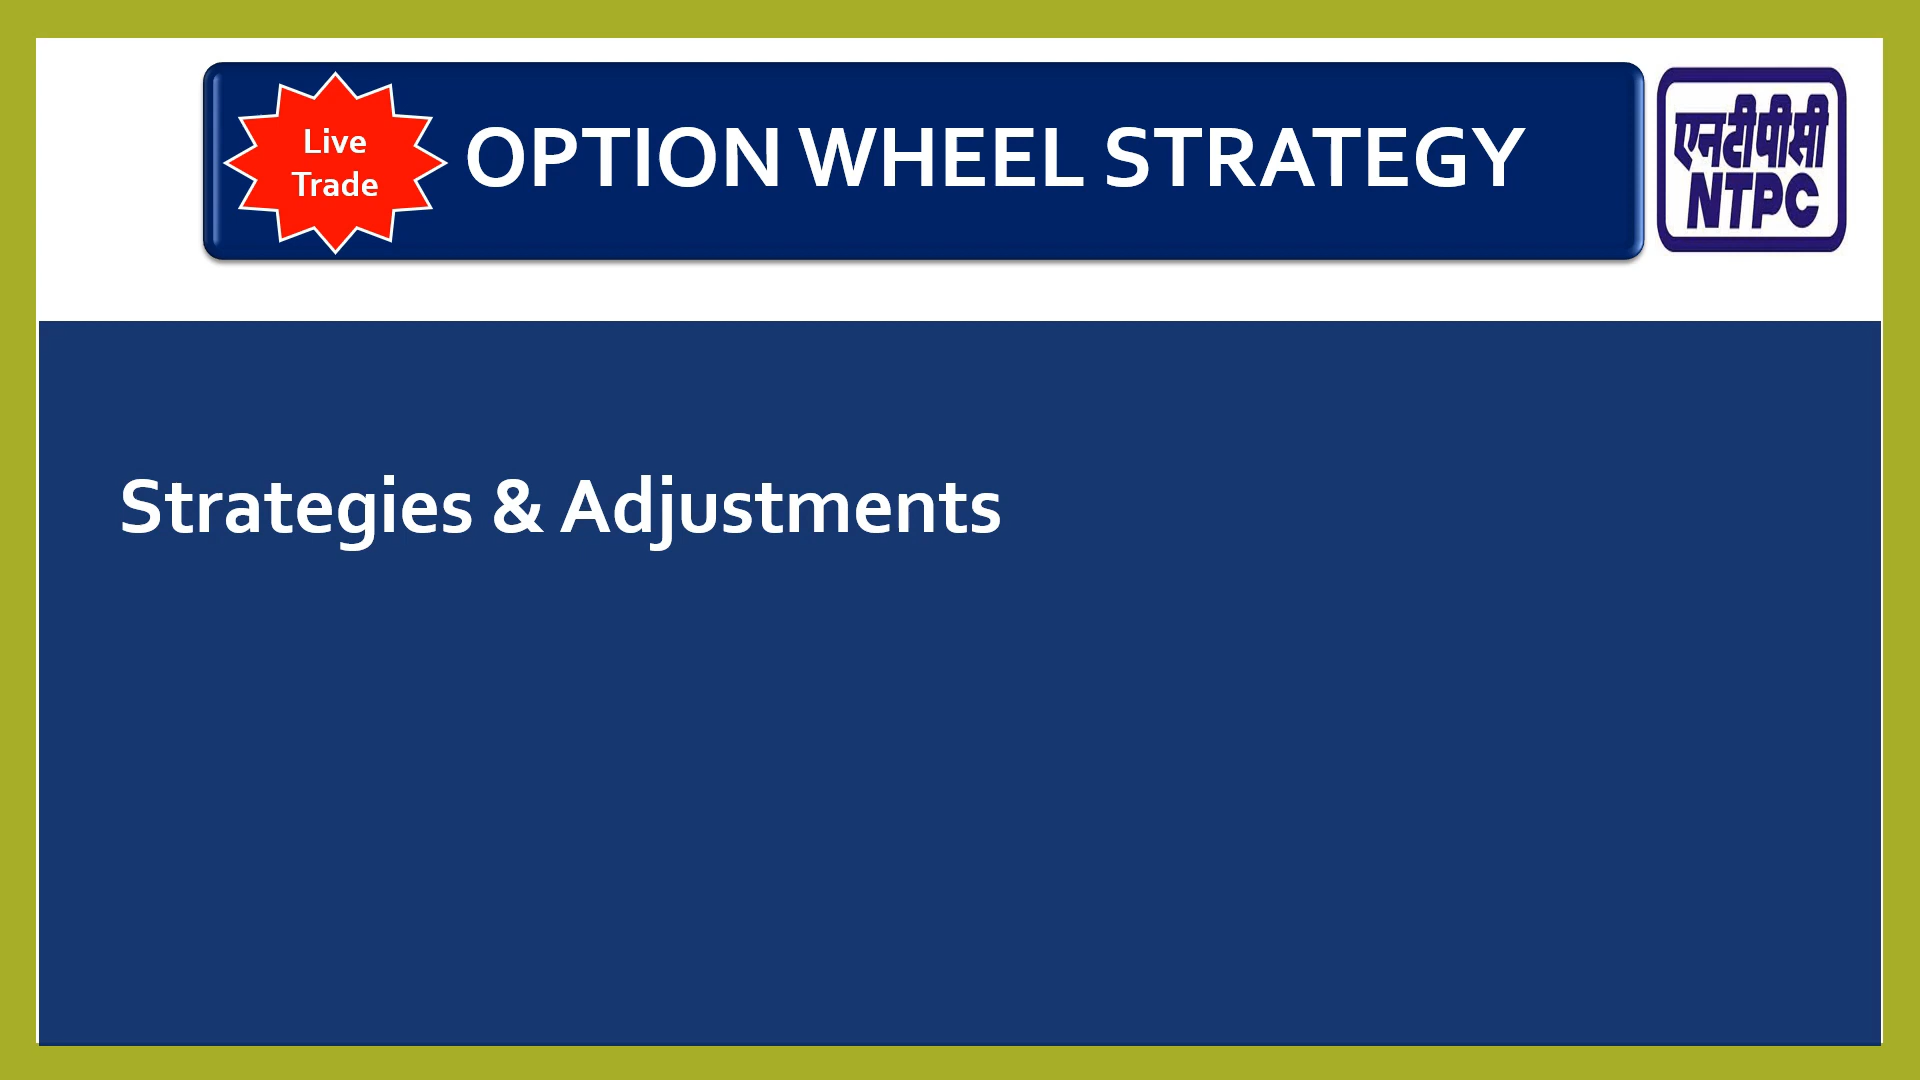 Live
Trade
OPTION WHEEL STRATEGY
एनटीपीसी
NTPC
Strategies & Adjustments